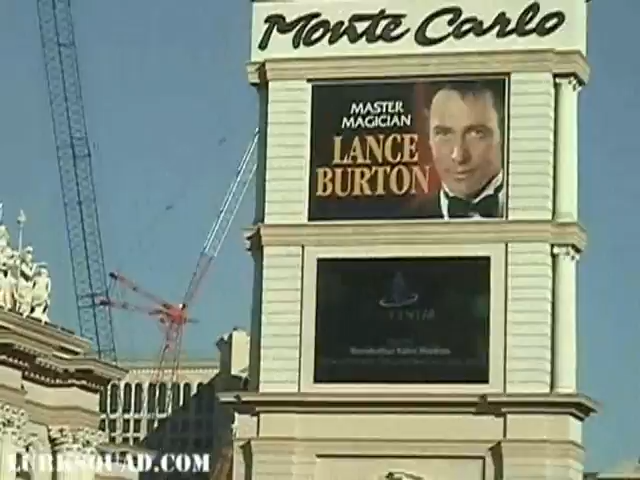 Monte Carlo
MASTER
MAGICIAN
LANCE
BURTON
LURKSQUAD.COM